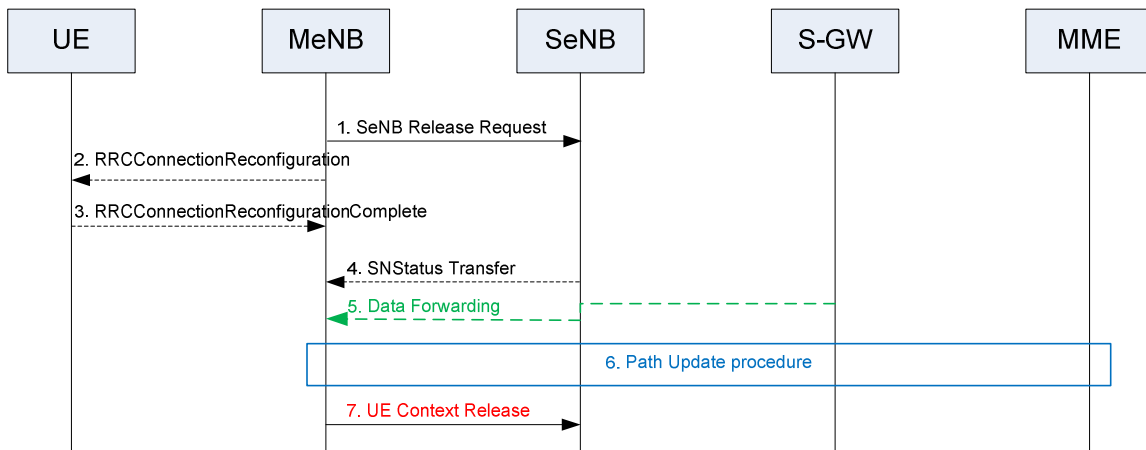 UE
MeNB
SeNB
S-GW
MME
1. SeNB Release Request
2. RRCConnectionReconfiguration
3. RRCConnectionReconfigurationComplete
4. SNStatus Transfer
5. Data Forwarding
6. Path Update procedure
7. UE Context Release